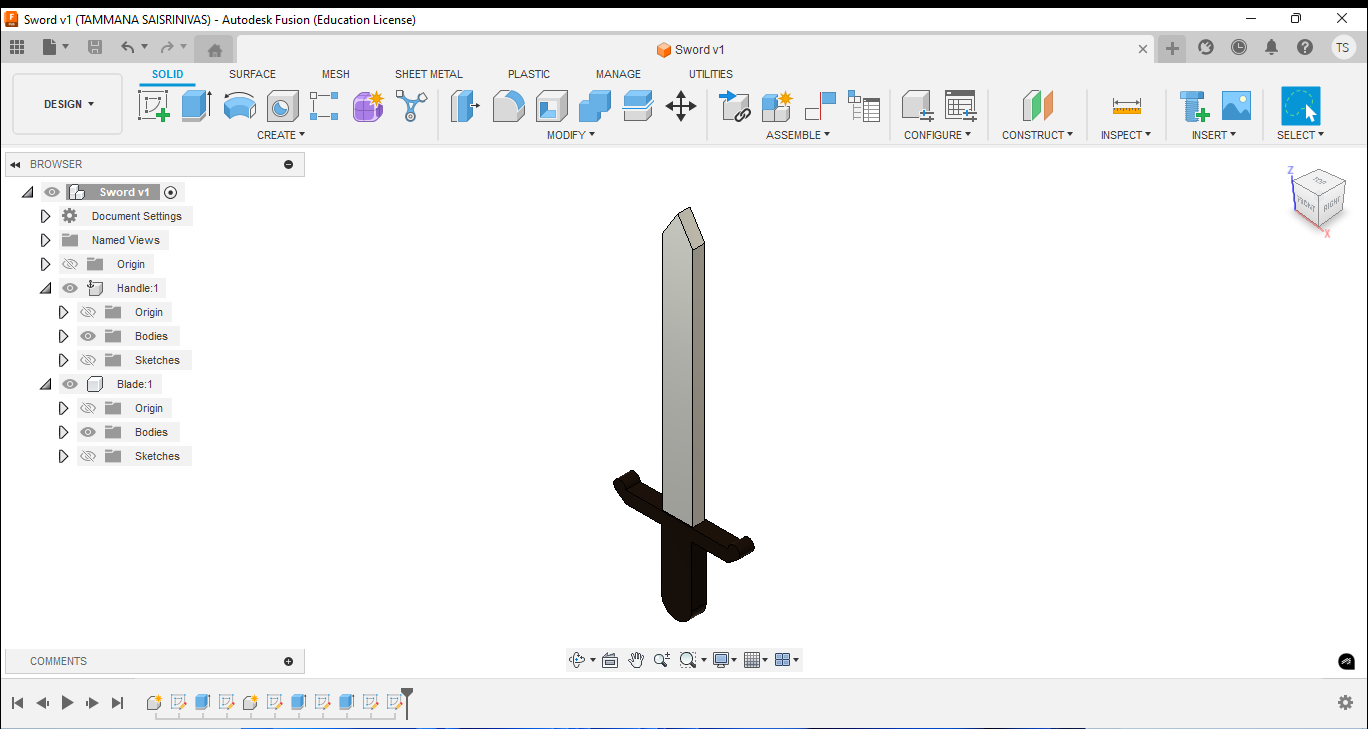 Sword v1 (TAMMANA SAISRINIVAS) - Autodesk Fusion (Education License)
Sword v1
TS
SOLID SURFACE MESH SHEET METAL PLASTIC MANAGE UTILITIES
DESIGN
CREATE MODIFY ASSEMBLE CONFIGURE CONSTRUCT INSPECT INSERT SELECT
BROWSER
Sword v1
Document Settings
Named Views
Origin
Handle:1
Origin
Bodies
Sketches
Blade:1
Origin
Bodies
Sketches
Z
TOP
FRONT RIGHT
X
COMMENTS